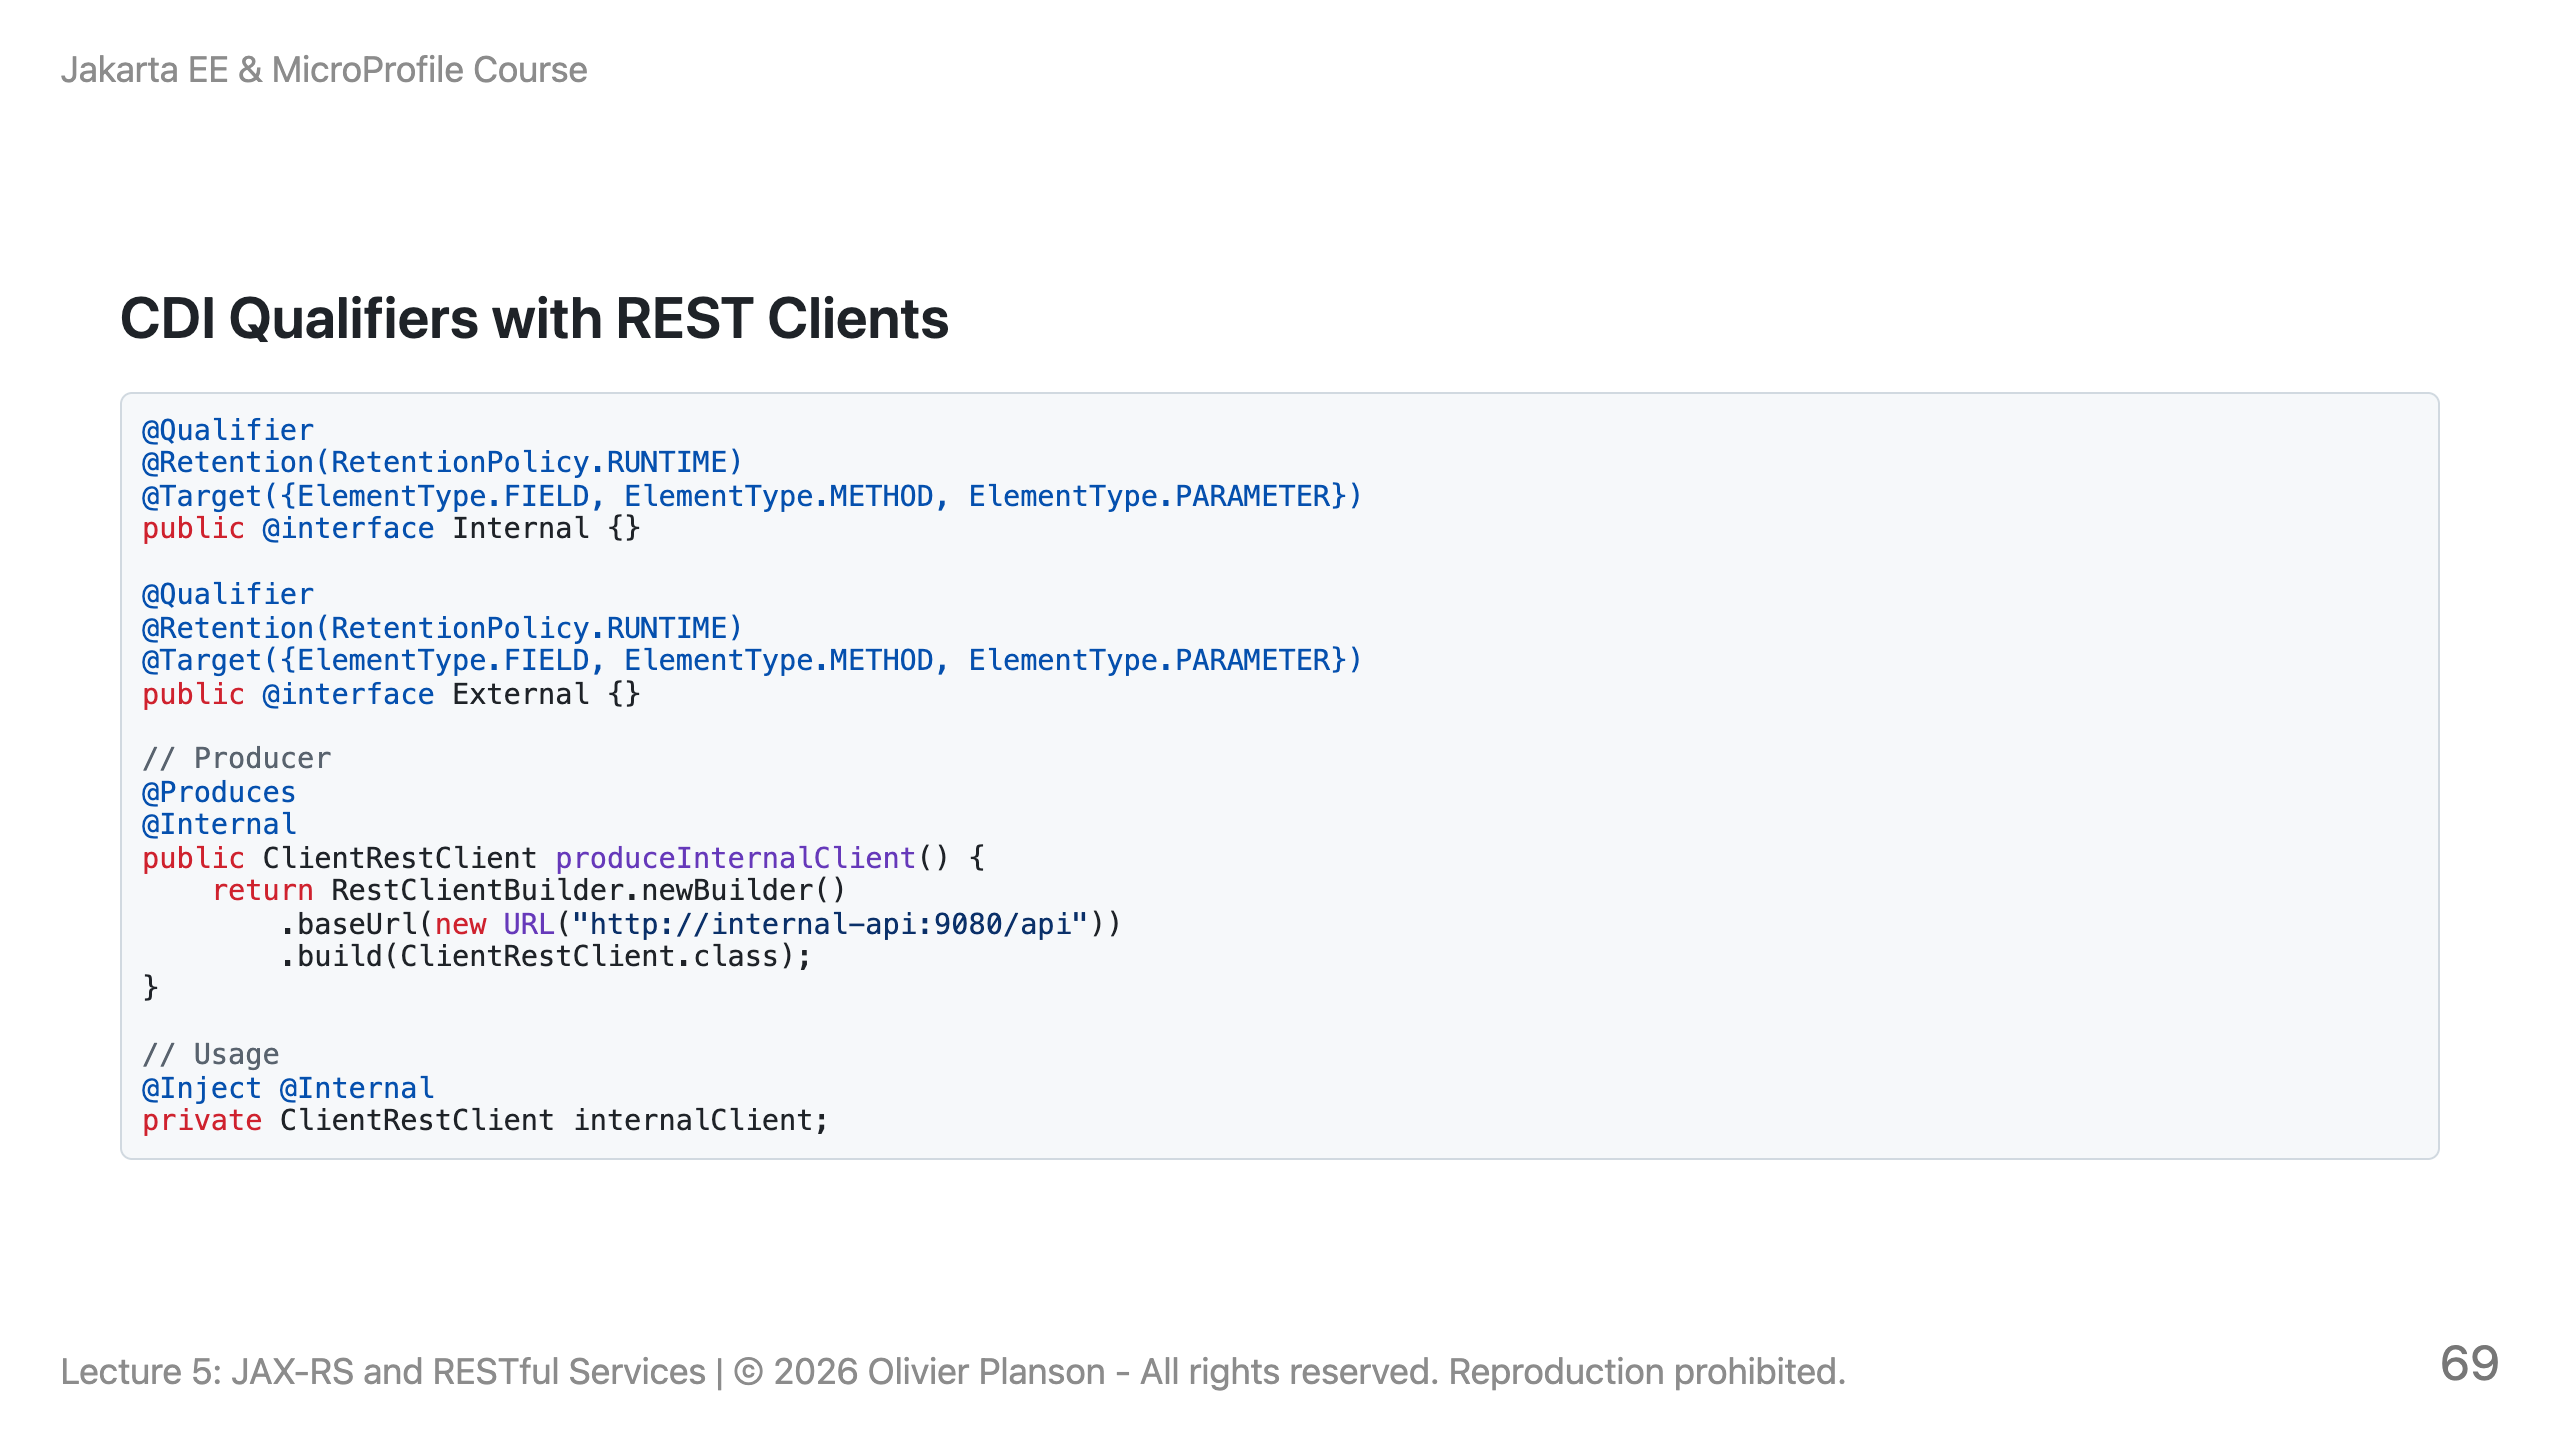 Jakarta EE & MicroProfile Course
CDI Qualifiers with REST Clients
@Qualifier
@Retention(RetentionPolicy.RUNTIME)
@Target({ElementType.FIELD, ElementType.METHOD, ElementType.PARAMETER})
public @interface Internal {}

@Qualifier
@Retention(RetentionPolicy.RUNTIME)
@Target({ElementType.FIELD, ElementType.METHOD, ElementType.PARAMETER})
public @interface External {}

// Producer
@Produces
@Internal
public ClientRestClient produceInternalClient() {
    return RestClientBuilder.newBuilder()
        .baseUrl(new URL("http://internal-api:9080/api"))
        .build(ClientRestClient.class);
}

// Usage
@Inject @Internal
private ClientRestClient internalClient;
Lecture 5: JAX-RS and RESTful Services | © 2026 Olivier Planson - All rights reserved. Reproduction prohibited.
69